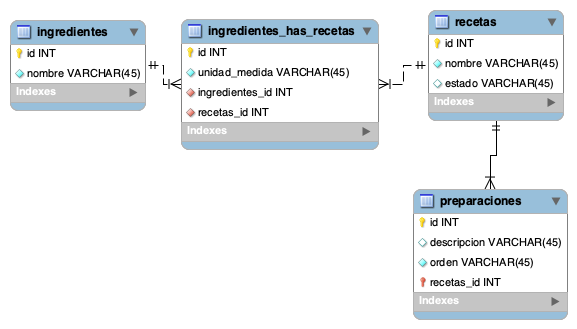 ingredientes
id INT
nombre VARCHAR(45)
Indexes
ingredientes_has_recetas
id INT
unidad_medida VARCHAR(45)
ingredientes_id INT
recetas_id INT
Indexes
recetas
id INT
nombre VARCHAR(45)
estado VARCHAR(45)
Indexes
preparaciones
id INT
descripcion VARCHAR(45)
orden VARCHAR(45)
recetas_id INT
Indexes